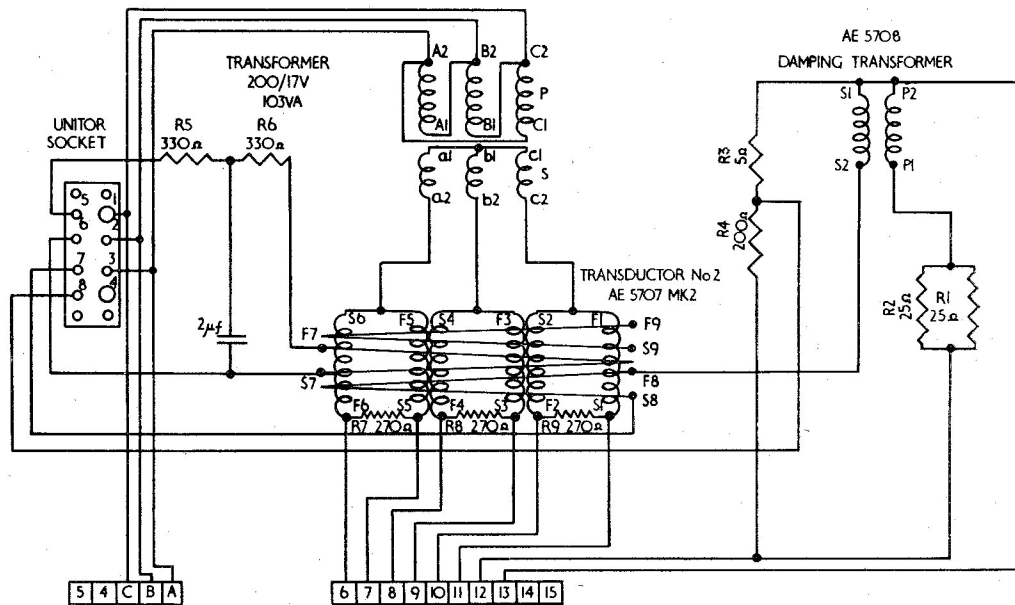 AE 5708
DAMPING TRANSFORMER
TRANSFORMER
200/17V
103VA
A2 B2 C2
P
A1 B1 C1
a1 b1 c1
S
a2 b2 c2
UNITOR
SOCKET
R5
330Ω
R6
330Ω
5 1
6 2
7 3
8 4
2μf
S1 P2
S2 P1
R3
5Ω
R4
200Ω
R2
25Ω
R1
25Ω
TRANSDUCTOR No 2
AE 5707 MK2
S6 F5 S4 F3 S2 F1
F7 F9
S9
F8
S7 S8
F6 S5 F4 S3 F2 S1
R7 270Ω R8 270Ω R9 270Ω
5 4 C B A
6 7 8 9 10 11 12 13 14 15